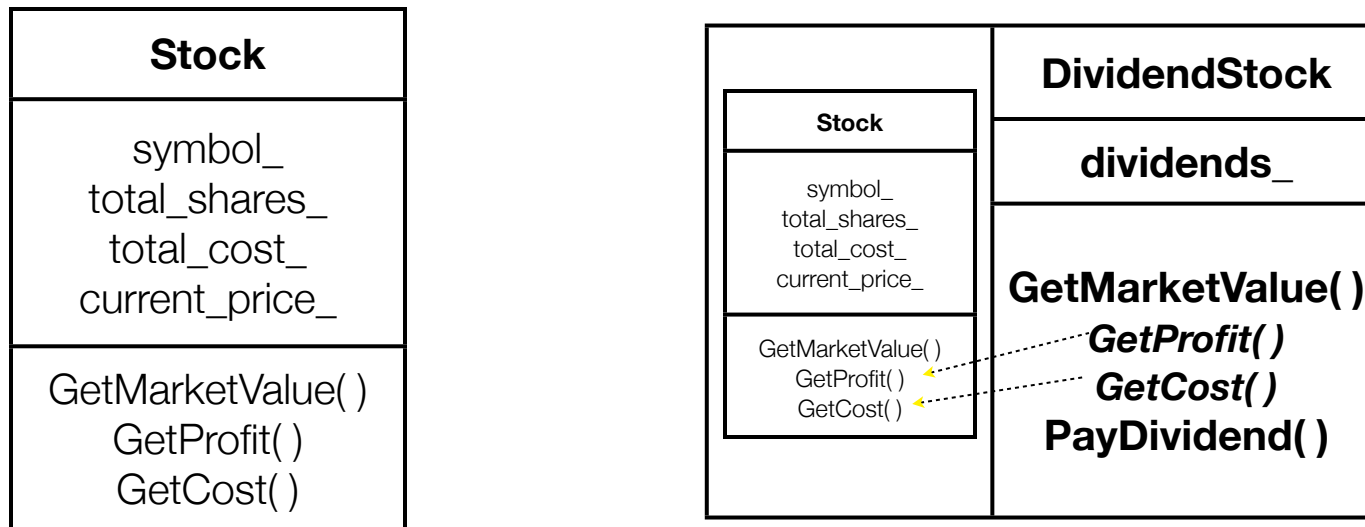 Stock
symbol_
total_shares_
total_cost_
current_price_
GetMarketValue( )
GetProfit( )
GetCost( )
Stock
symbol_
total_shares_
total_cost_
current_price_
GetMarketValue( )
GetProfit( )
GetCost( )
DividendStock
dividends_
GetMarketValue( )
GetProfit( )
GetCost( )
PayDividend( )